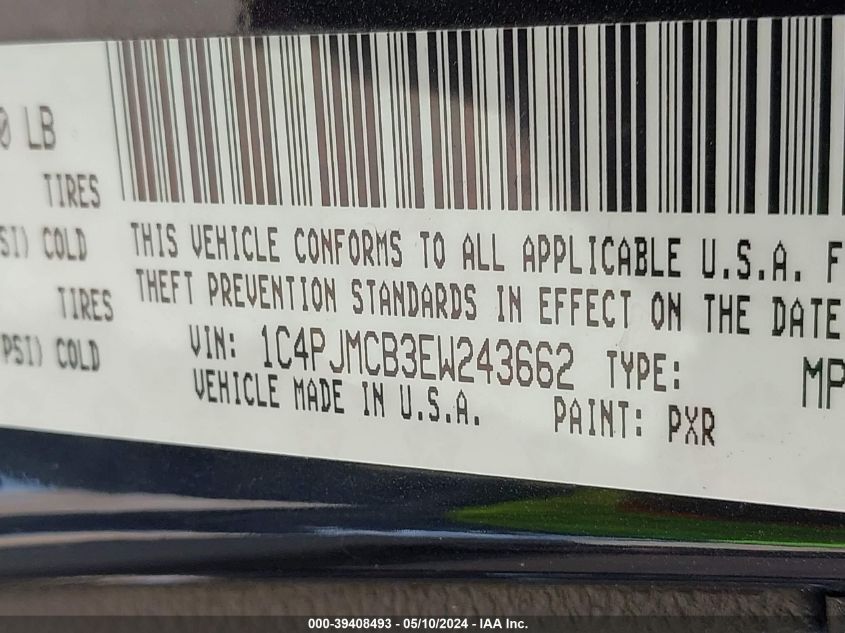 0 LB
TIRES
SI) COLD
TIRES
PSI) COLD
THIS VEHICLE CONFORMS TO ALL APPLICABLE U.S.A. F
THEFT PREVENTION STANDARDS IN EFFECT ON THE DATE
VIN: 1C4PJMCB3EW243662 TYPE: MP
VEHICLE MADE IN U.S.A. PAINT: PXR
000-39408493 - 05/10/2024 - IAA Inc.